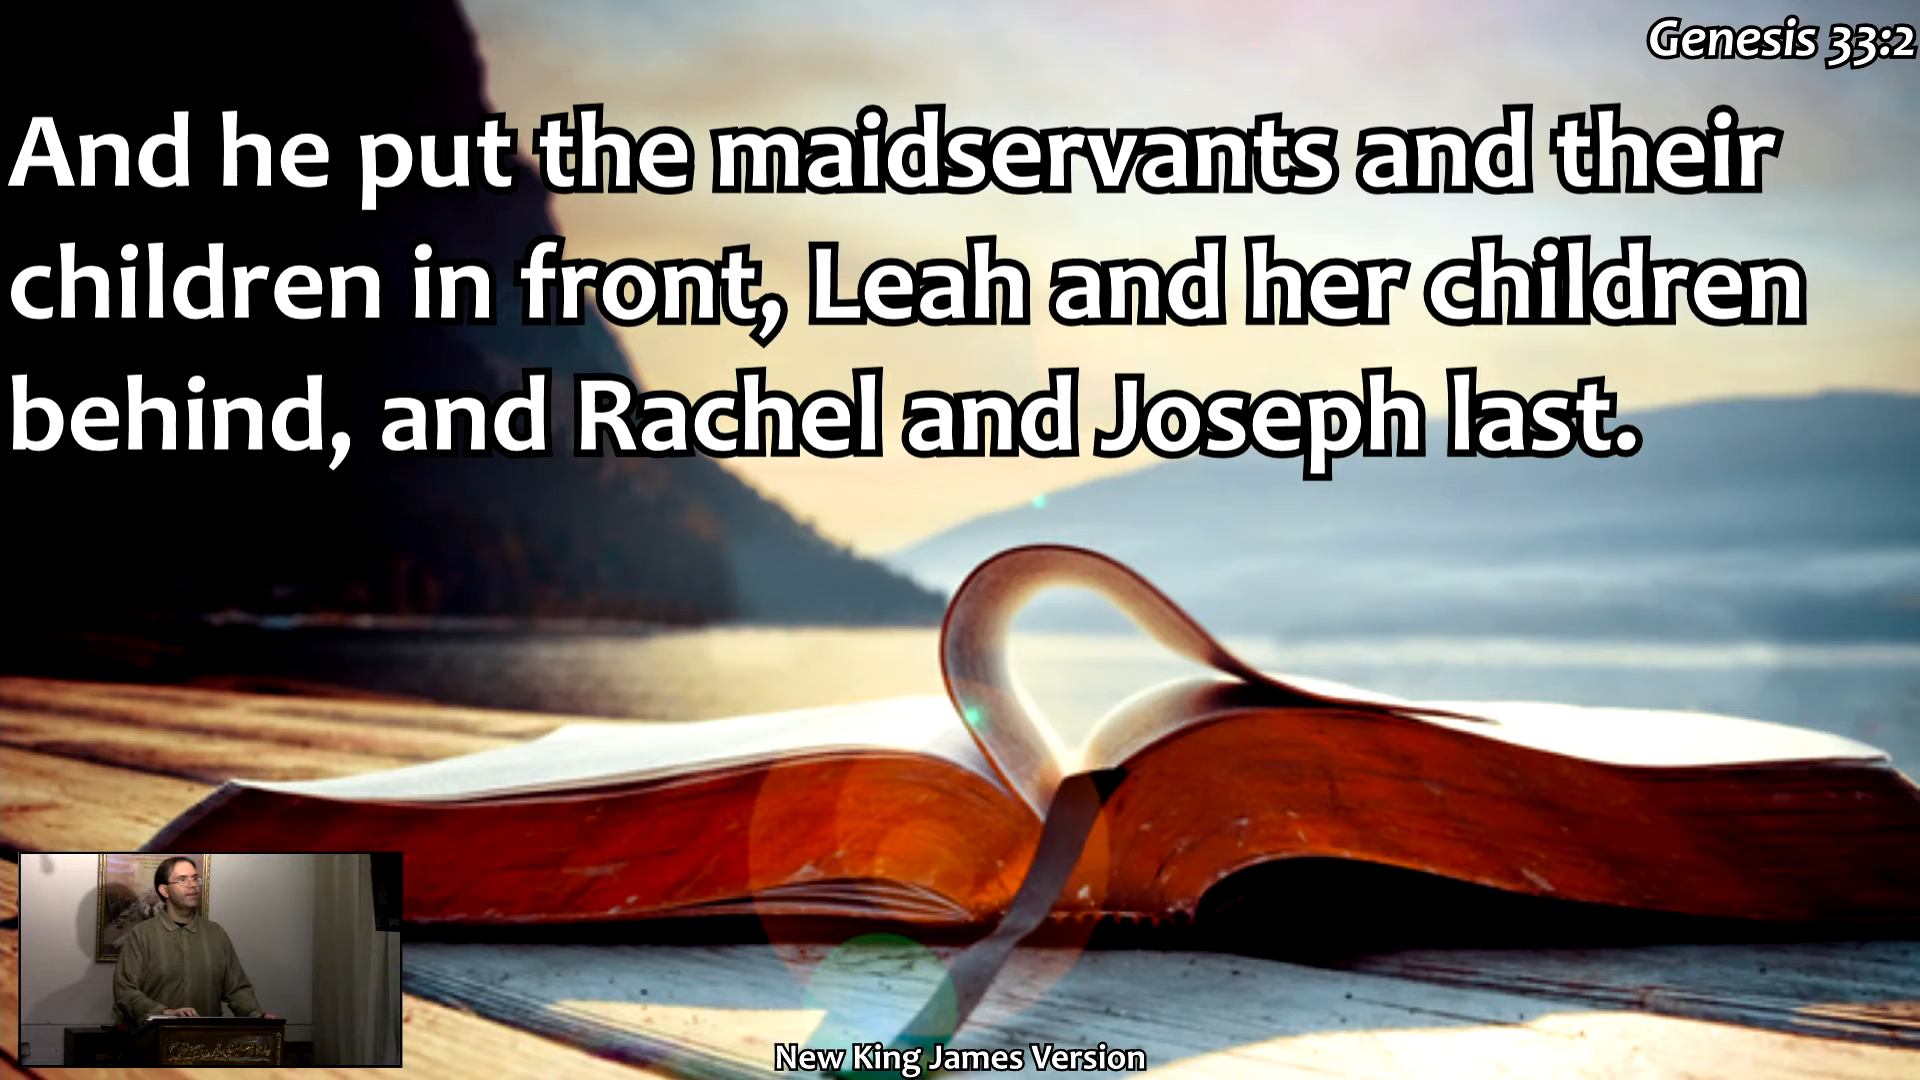 Genesis 33:2
And he put the maidservants and their
children in front, Leah and her children
behind, and Rachel and Joseph last.
New King James Version